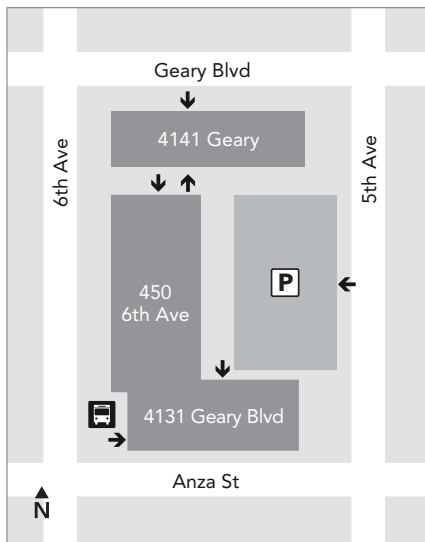 Geary Blvd
4141 Geary
6th Ave
5th Ave
P
450
6th Ave
4131 Geary Blvd
Anza St
N